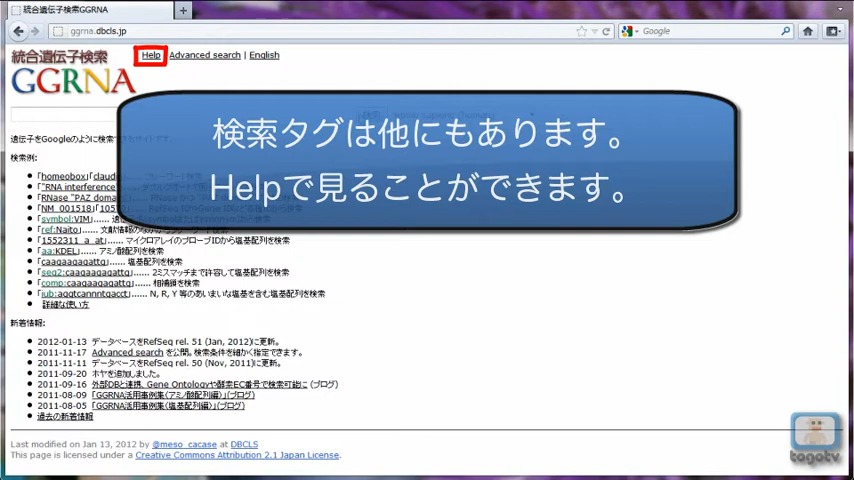 統合遺伝子検索GGRNA
ggrna.dbcls.jp
Google
統合遺伝子検索
GGRNA
Help | Advanced search | English
検索タグは他にもあります。
Helpで見ることができます。
遺伝子をGoogleのように検索
検索例:
「homeobox」「claudin
「"RNA interference
「RNase "PAZ domain
「NM_001518」
「symbol:VIM」......
「ref:Naito」......
「1552311_a_at」...... マイクロアレイのプローブIDから塩基配列を検索
「aa:KDEL」...... アミノ酸配列を検索
「caagaagagattg」...... 塩基配列を検索
「seq2:caagaagagattg」...... 2ミスマッチまで許容して塩基配列を検索
「comp:caagaagagattg」...... 相補鎖を検索
「iub:aggtcannntgacct」...... N, R, Y 等のあいまいな塩基を含む塩基配列を検索
詳細な使い方
新着情報:
2012-01-13 データベースをRefSeq rel. 51 (Jan, 2012)に更新。
2011-11-17 Advanced search を公開。検索条件を細かく指定できます。
2011-11-11 データベースをRefSeq rel. 50 (Nov, 2011)に更新。
2011-09-20 ホヤを追加しました。
2011-09-16 外部DBと連携、Gene Ontologyや酵素EC番号で検索可能に (ブログ)
2011-08-09 「GGRNA活用事例集(アミノ酸配列編)」(ブログ)
2011-08-05 「GGRNA活用事例集(塩基配列編)」(ブログ)
過去の新着情報
Last modified on Jan 13, 2012 by @meso_cacase at DBCLS
This page is licensed under a Creative Commons Attribution 2.1 Japan License.
togotv